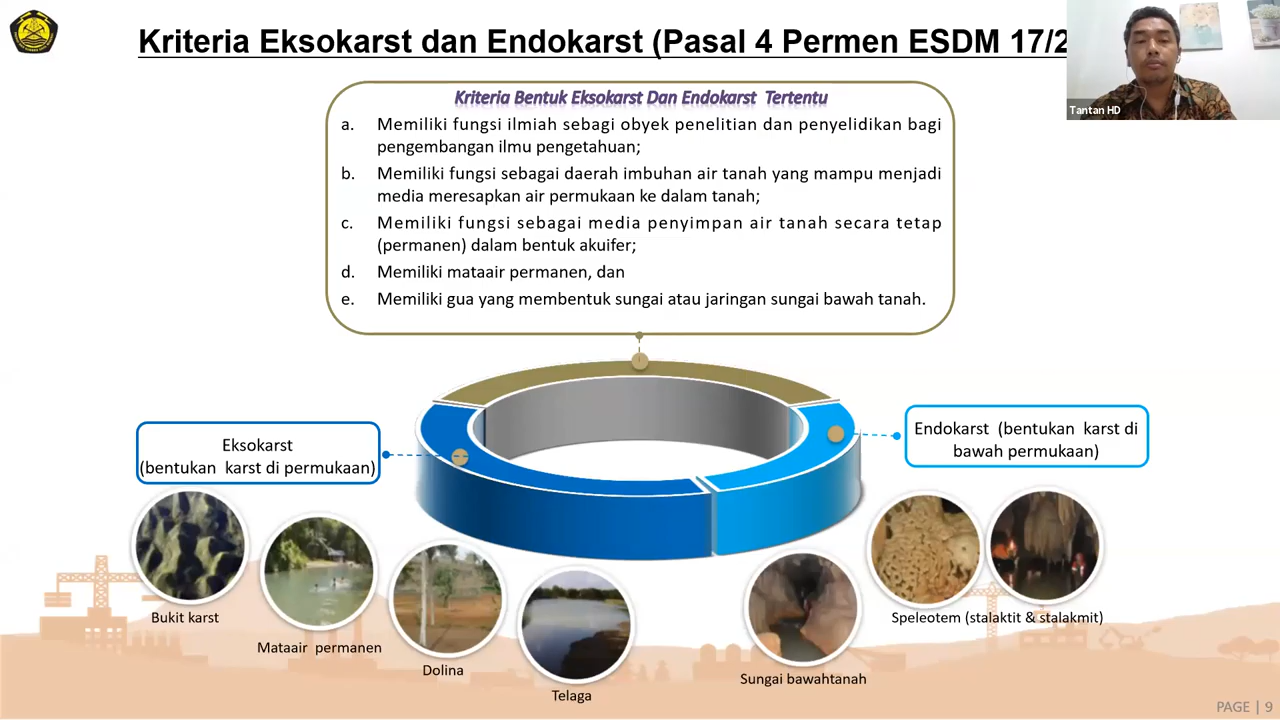 Kriteria Eksokarst dan Endokarst (Pasal 4 Permen ESDM 17/2
Tantan HD
Kriteria Bentuk Eksokarst Dan Endokarst Tertentu
a. Memiliki fungsi ilmiah sebagi obyek penelitian dan penyelidikan bagi
pengembangan ilmu pengetahuan;
b. Memiliki fungsi sebagai daerah imbuhan air tanah yang mampu menjadi
media meresapkan air permukaan ke dalam tanah;
c. Memiliki fungsi sebagai media penyimpan air tanah secara tetap
(permanen) dalam bentuk akuifer;
d. Memiliki mataair permanen, dan
e. Memiliki gua yang membentuk sungai atau jaringan sungai bawah tanah.
Eksokarst
(bentukan karst di permukaan)
Endokarst (bentukan karst di
bawah permukaan)
Bukit karst
Mataair permanen
Dolina
Telaga
Sungai bawahtanah
Speleotem (stalaktit & stalakmit)
PAGE | 9